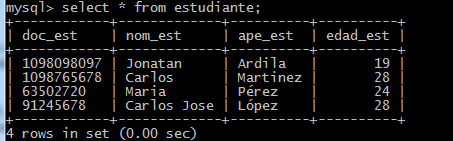 mysql> select * from estudiante;
+------------+-------------+----------+----------+
| doc_est    | nom_est     | ape_est  | edad_est |
+------------+-------------+----------+----------+
| 1098098097 | Jonatan     | Ardila   |       19 |
| 1098765678 | Carlos      | Martinez |       28 |
| 63502720   | Maria       | Pérez    |       24 |
| 91245678   | Carlos Jose | López    |       28 |
+------------+-------------+----------+----------+
4 rows in set (0.00 sec)